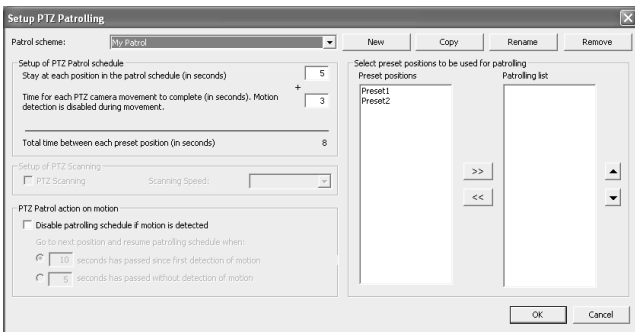 Setup PTZ Patrolling
Patrol scheme: My Patrol New Copy Rename Remove
Setup of PTZ Patrol schedule
Stay at each position in the patrol schedule (in seconds) 5
+
Time for each PTZ camera movement to complete (in seconds). Motion
detection is disabled during movement. 3
Total time between each preset position (in seconds) 8
Setup of PTZ Scanning
PTZ Scanning Scanning Speed:
PTZ Patrol action on motion
Disable patrolling schedule if motion is detected
Go to next position and resume patrolling schedule when:
10 seconds has passed since first detection of motion
5 seconds has passed without detection of motion
Select preset positions to be used for patrolling
Preset positions Patrolling list
Preset1
Preset2
>>
<<
OK Cancel